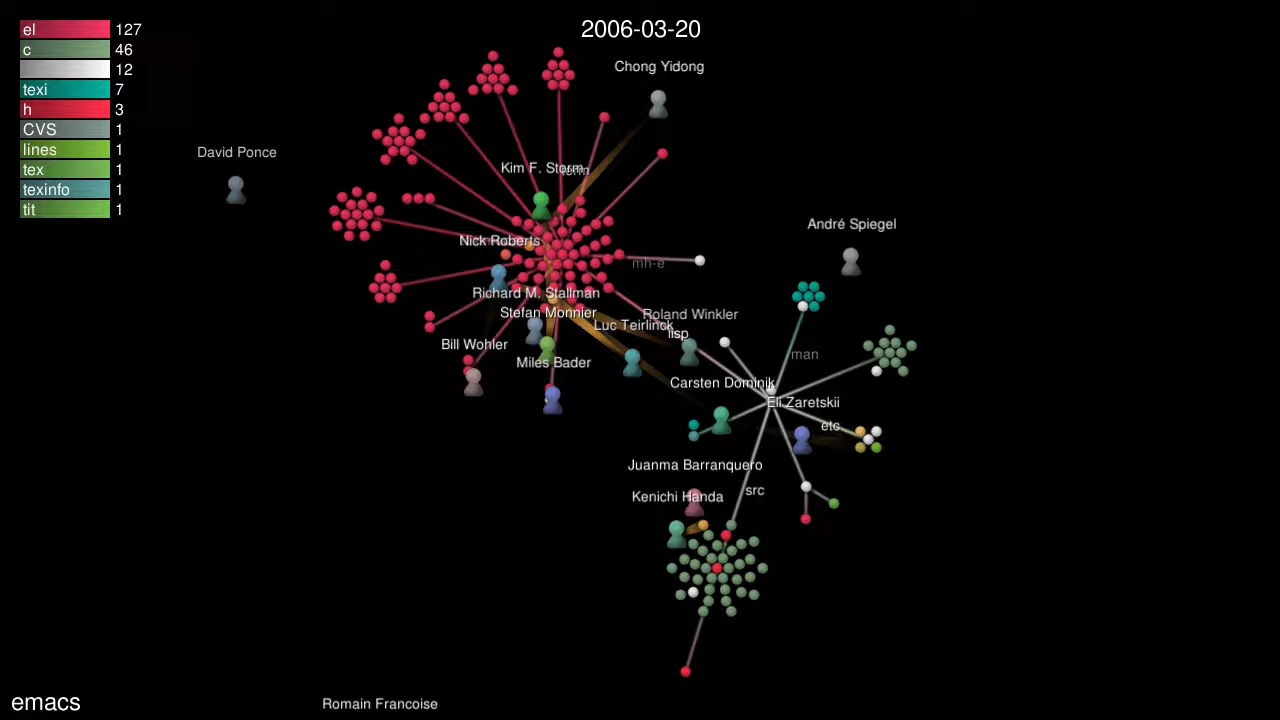 2006-03-20
el 127
c 46
12
texi 7
h 3
CVS 1
lines 1
tex 1
texinfo 1
tit 1
Chong Yidong
David Ponce
Kim F. Storm
term
André Spiegel
Nick Roberts
mh-e
Richard M. Stallman
Stefan Monnier
Roland Winkler
Luc Teirlinck
lisp
Bill Wohler
man
Miles Bader
Carsten Dominik
Eli Zaretskii
etc
Juanma Barranquero
src
Kenichi Handa
emacs
Romain Francoise